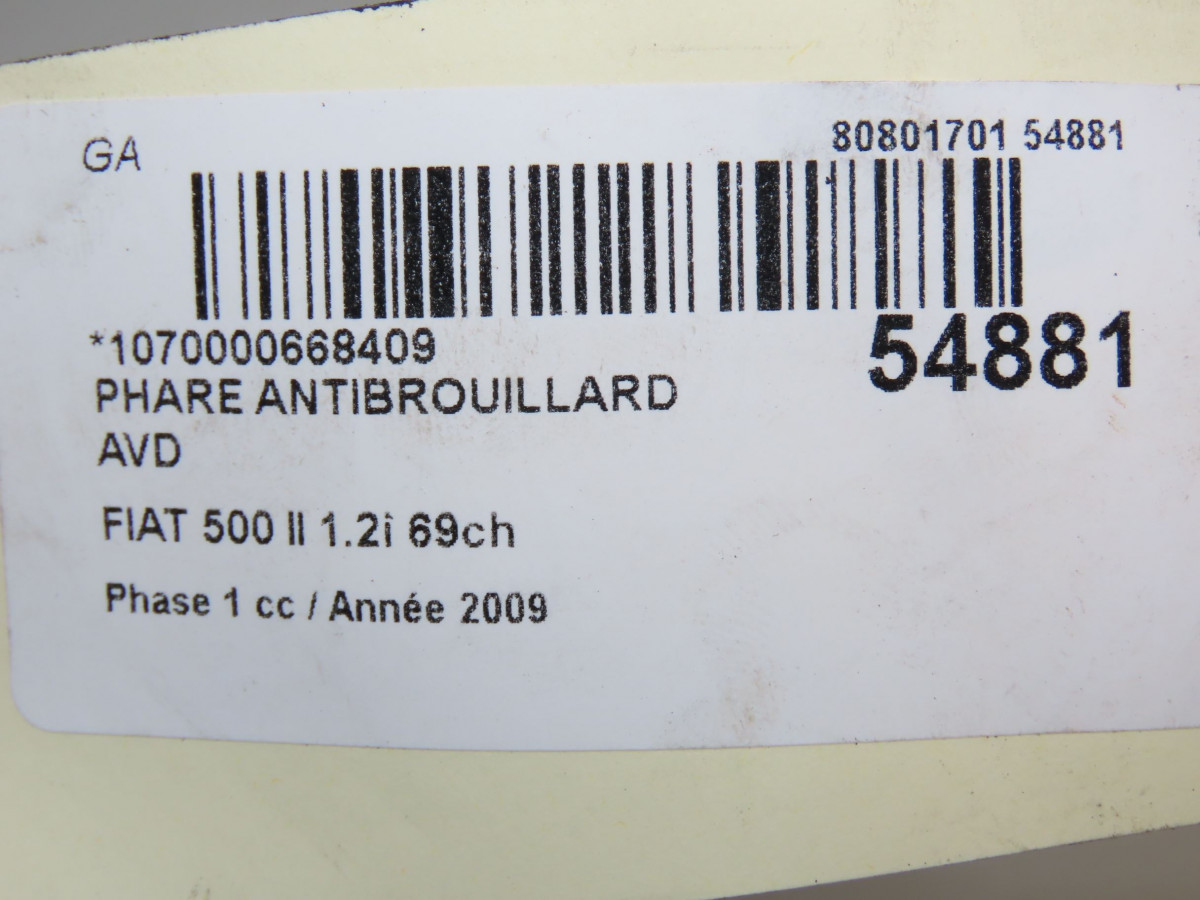 GA
80801701 54881
*1070000668409
54881
PHARE ANTIBROUILLARD
AVD
FIAT 500 II 1.2i 69ch
Phase 1 cc / Année 2009